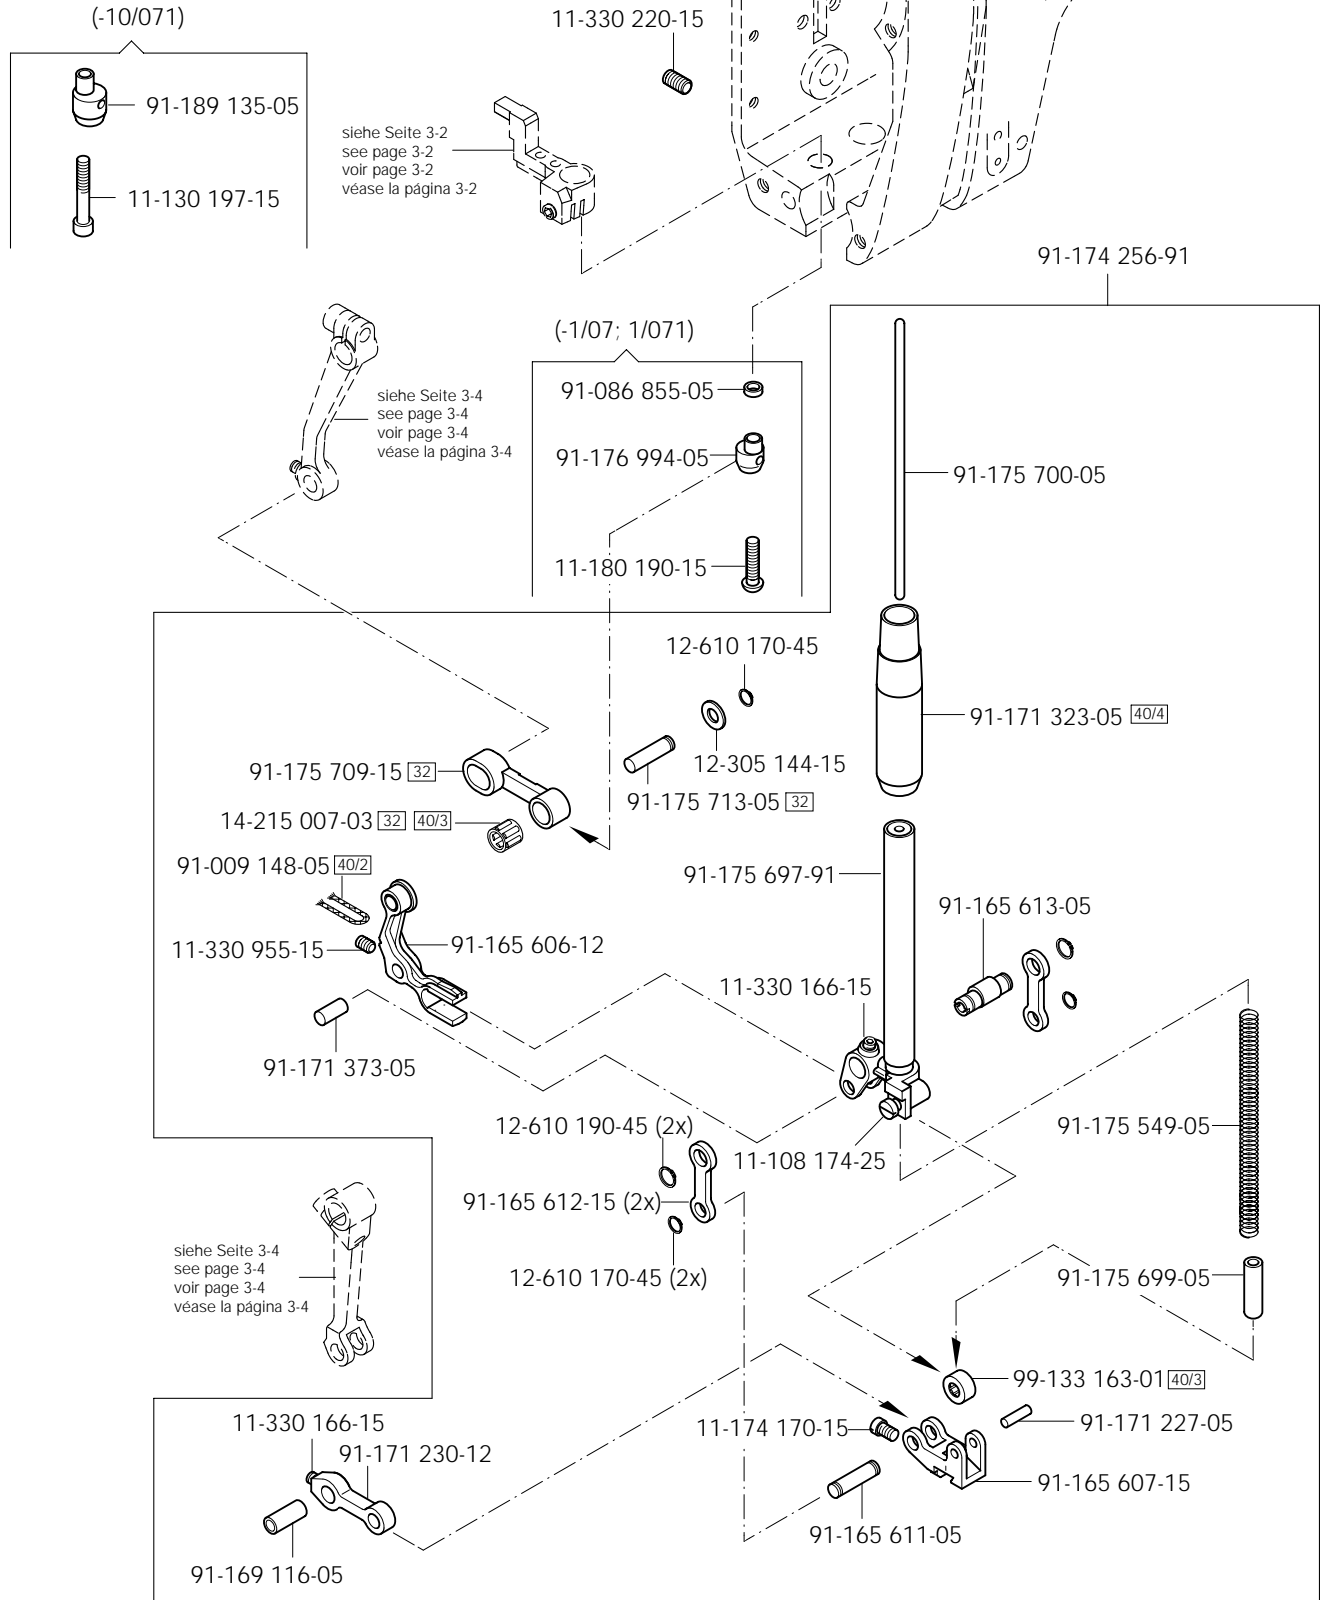 (-10/071)
11-330 220-15
91-189 135-05
siehe Seite 3-2
see page 3-2
voir page 3-2
véase la página 3-2
11-130 197-15
91-174 256-91
(-1/07; 1/071)
91-086 855-05
siehe Seite 3-4
see page 3-4
voir page 3-4
véase la página 3-4
91-176 994-05
91-175 700-05
11-180 190-15
12-610 170-45
91-171 323-05 40/4
12-305 144-15
91-175 709-15 32
91-175 713-05 32
14-215 007-03 32 40/3
91-009 148-05 40/2
91-175 697-91
91-165 613-05
11-330 955-15
91-165 606-12
11-330 166-15
91-171 373-05
12-610 190-45 (2x)
91-175 549-05
11-108 174-25
91-165 612-15 (2x)
siehe Seite 3-4
see page 3-4
voir page 3-4
véase la página 3-4
12-610 170-45 (2x)
91-175 699-05
99-133 163-01 40/3
11-330 166-15
11-174 170-15
91-171 227-05
91-171 230-12
91-165 607-15
91-165 611-05
91-169 116-05